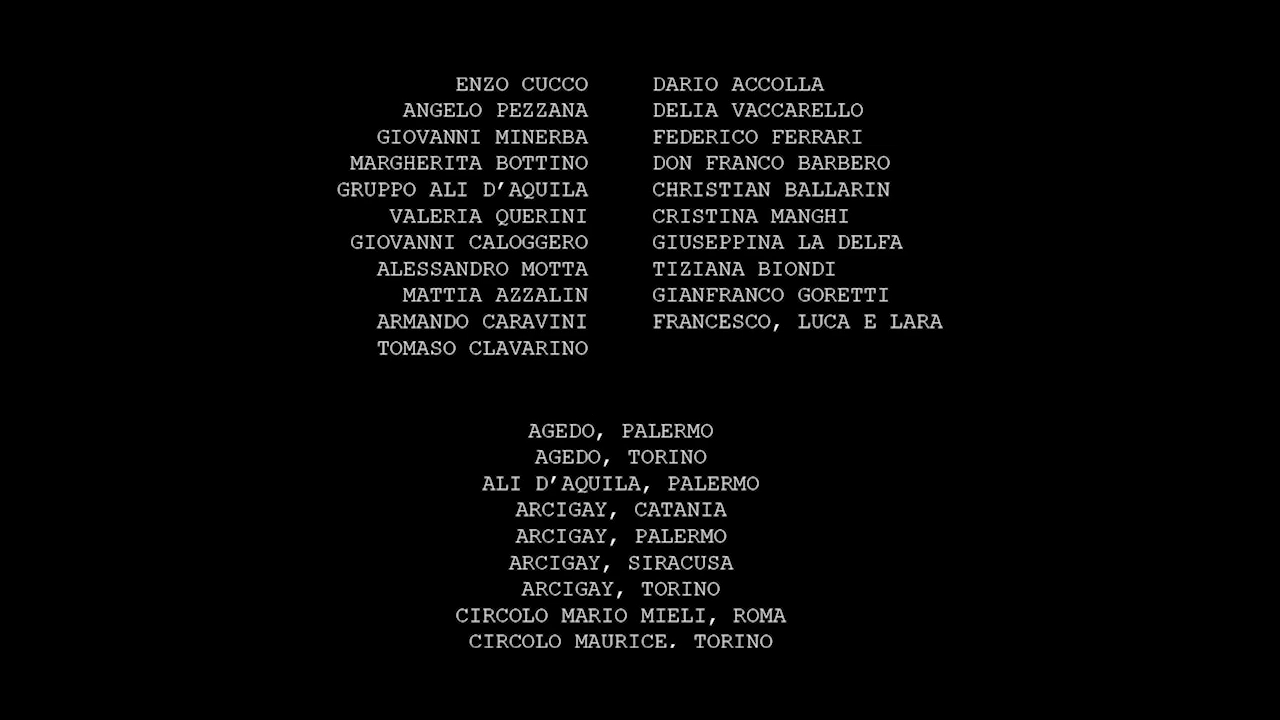 ENZO CUCCO DARIO ACCOLLA
ANGELO PEZZANA DELIA VACCARELLO
GIOVANNI MINERBA FEDERICO FERRARI
MARGHERITA BOTTINO DON FRANCO BARBERO
GRUPPO ALI D’AQUILA CHRISTIAN BALLARIN
VALERIA QUERINI CRISTINA MANGHI
GIOVANNI CALOGGERO GIUSEPPINA LA DELFA
ALESSANDRO MOTTA TIZIANA BIONDI
MATTIA AZZALIN GIANFRANCO GORETTI
ARMANDO CARAVINI FRANCESCO, LUCA E LARA
TOMASO CLAVARINO
AGEDO, PALERMO
AGEDO, TORINO
ALI D’AQUILA, PALERMO
ARCIGAY, CATANIA
ARCIGAY, PALERMO
ARCIGAY, SIRACUSA
ARCIGAY, TORINO
CIRCOLO MARIO MIELI, ROMA
CIRCOLO MAURICE, TORINO